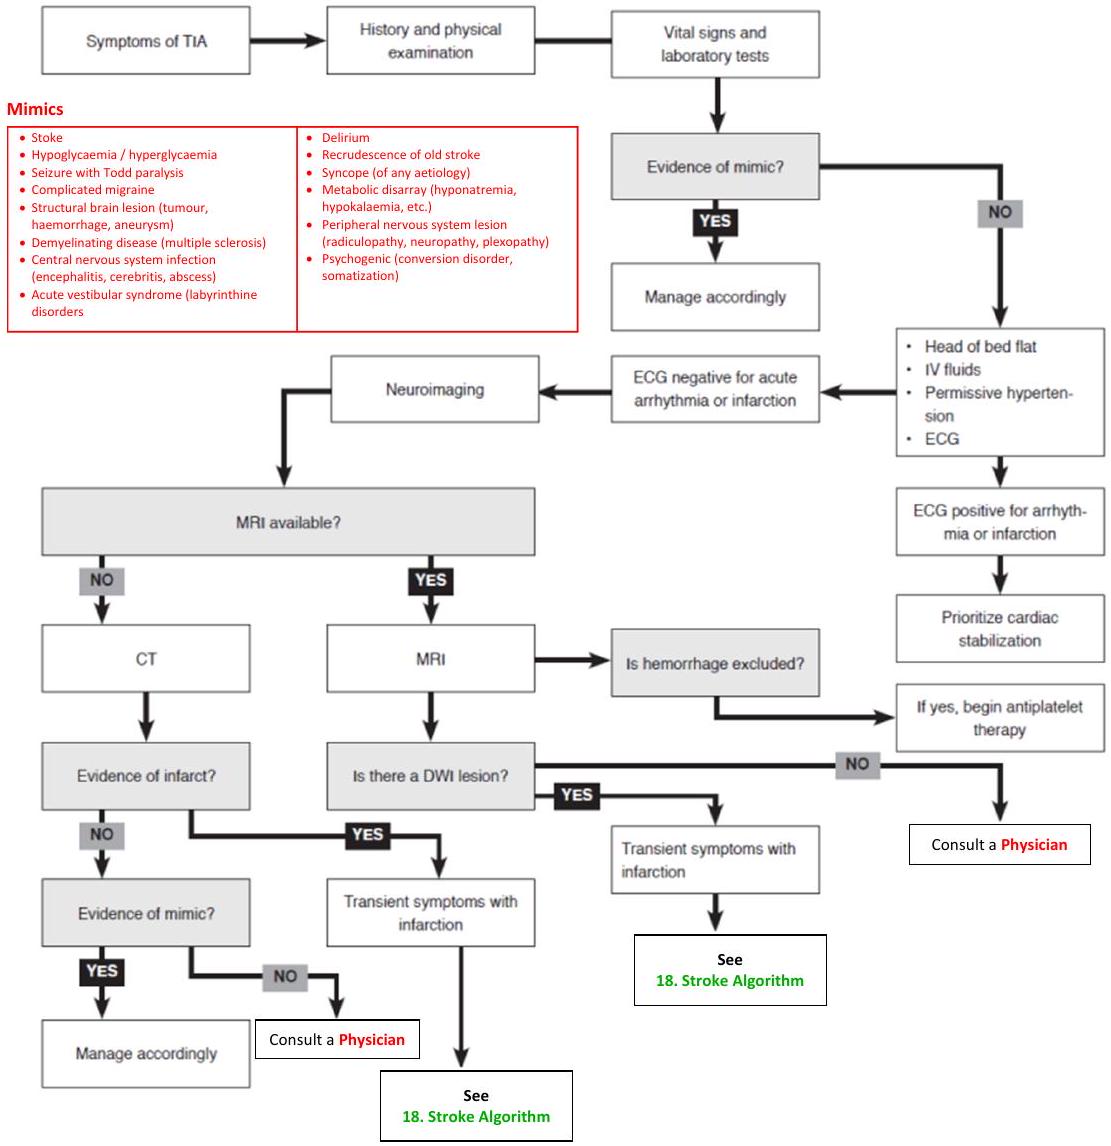 Symptoms of TIA
History and physical
examination
Vital signs and
laboratory tests
Mimics
• Stoke
• Hypoglycaemia / hyperglycaemia
• Seizure with Todd paralysis
• Complicated migraine
• Structural brain lesion (tumour,
haemorrhage, aneurysm)
• Demyelinating disease (multiple sclerosis)
• Central nervous system infection
(encephalitis, cerebritis, abscess)
• Acute vestibular syndrome (labyrinthine
disorders
• Delirium
• Recrudescence of old stroke
• Syncope (of any aetiology)
• Metabolic disarray (hyponatremia,
hypokalaemia, etc.)
• Peripheral nervous system lesion
(radiculopathy, neuropathy, plexopathy)
• Psychogenic (conversion disorder,
somatization)
Evidence of mimic?
YES
NO
Manage accordingly
• Head of bed flat
• IV fluids
• Permissive hyperten-
sion
• ECG
ECG negative for acute
arrhythmia or infarction
Neuroimaging
ECG positive for arrhyth-
mia or infarction
Prioritize cardiac
stabilization
MRI available?
NO
YES
CT
MRI
Is hemorrhage excluded?
If yes, begin antiplatelet
therapy
Evidence of infarct?
Is there a DWI lesion?
NO
YES
Consult a Physician
Transient symptoms with
infarction
See
18. Stroke Algorithm
NO
YES
Evidence of mimic?
Transient symptoms with
infarction
YES
NO
Manage accordingly
Consult a Physician
See
18. Stroke Algorithm